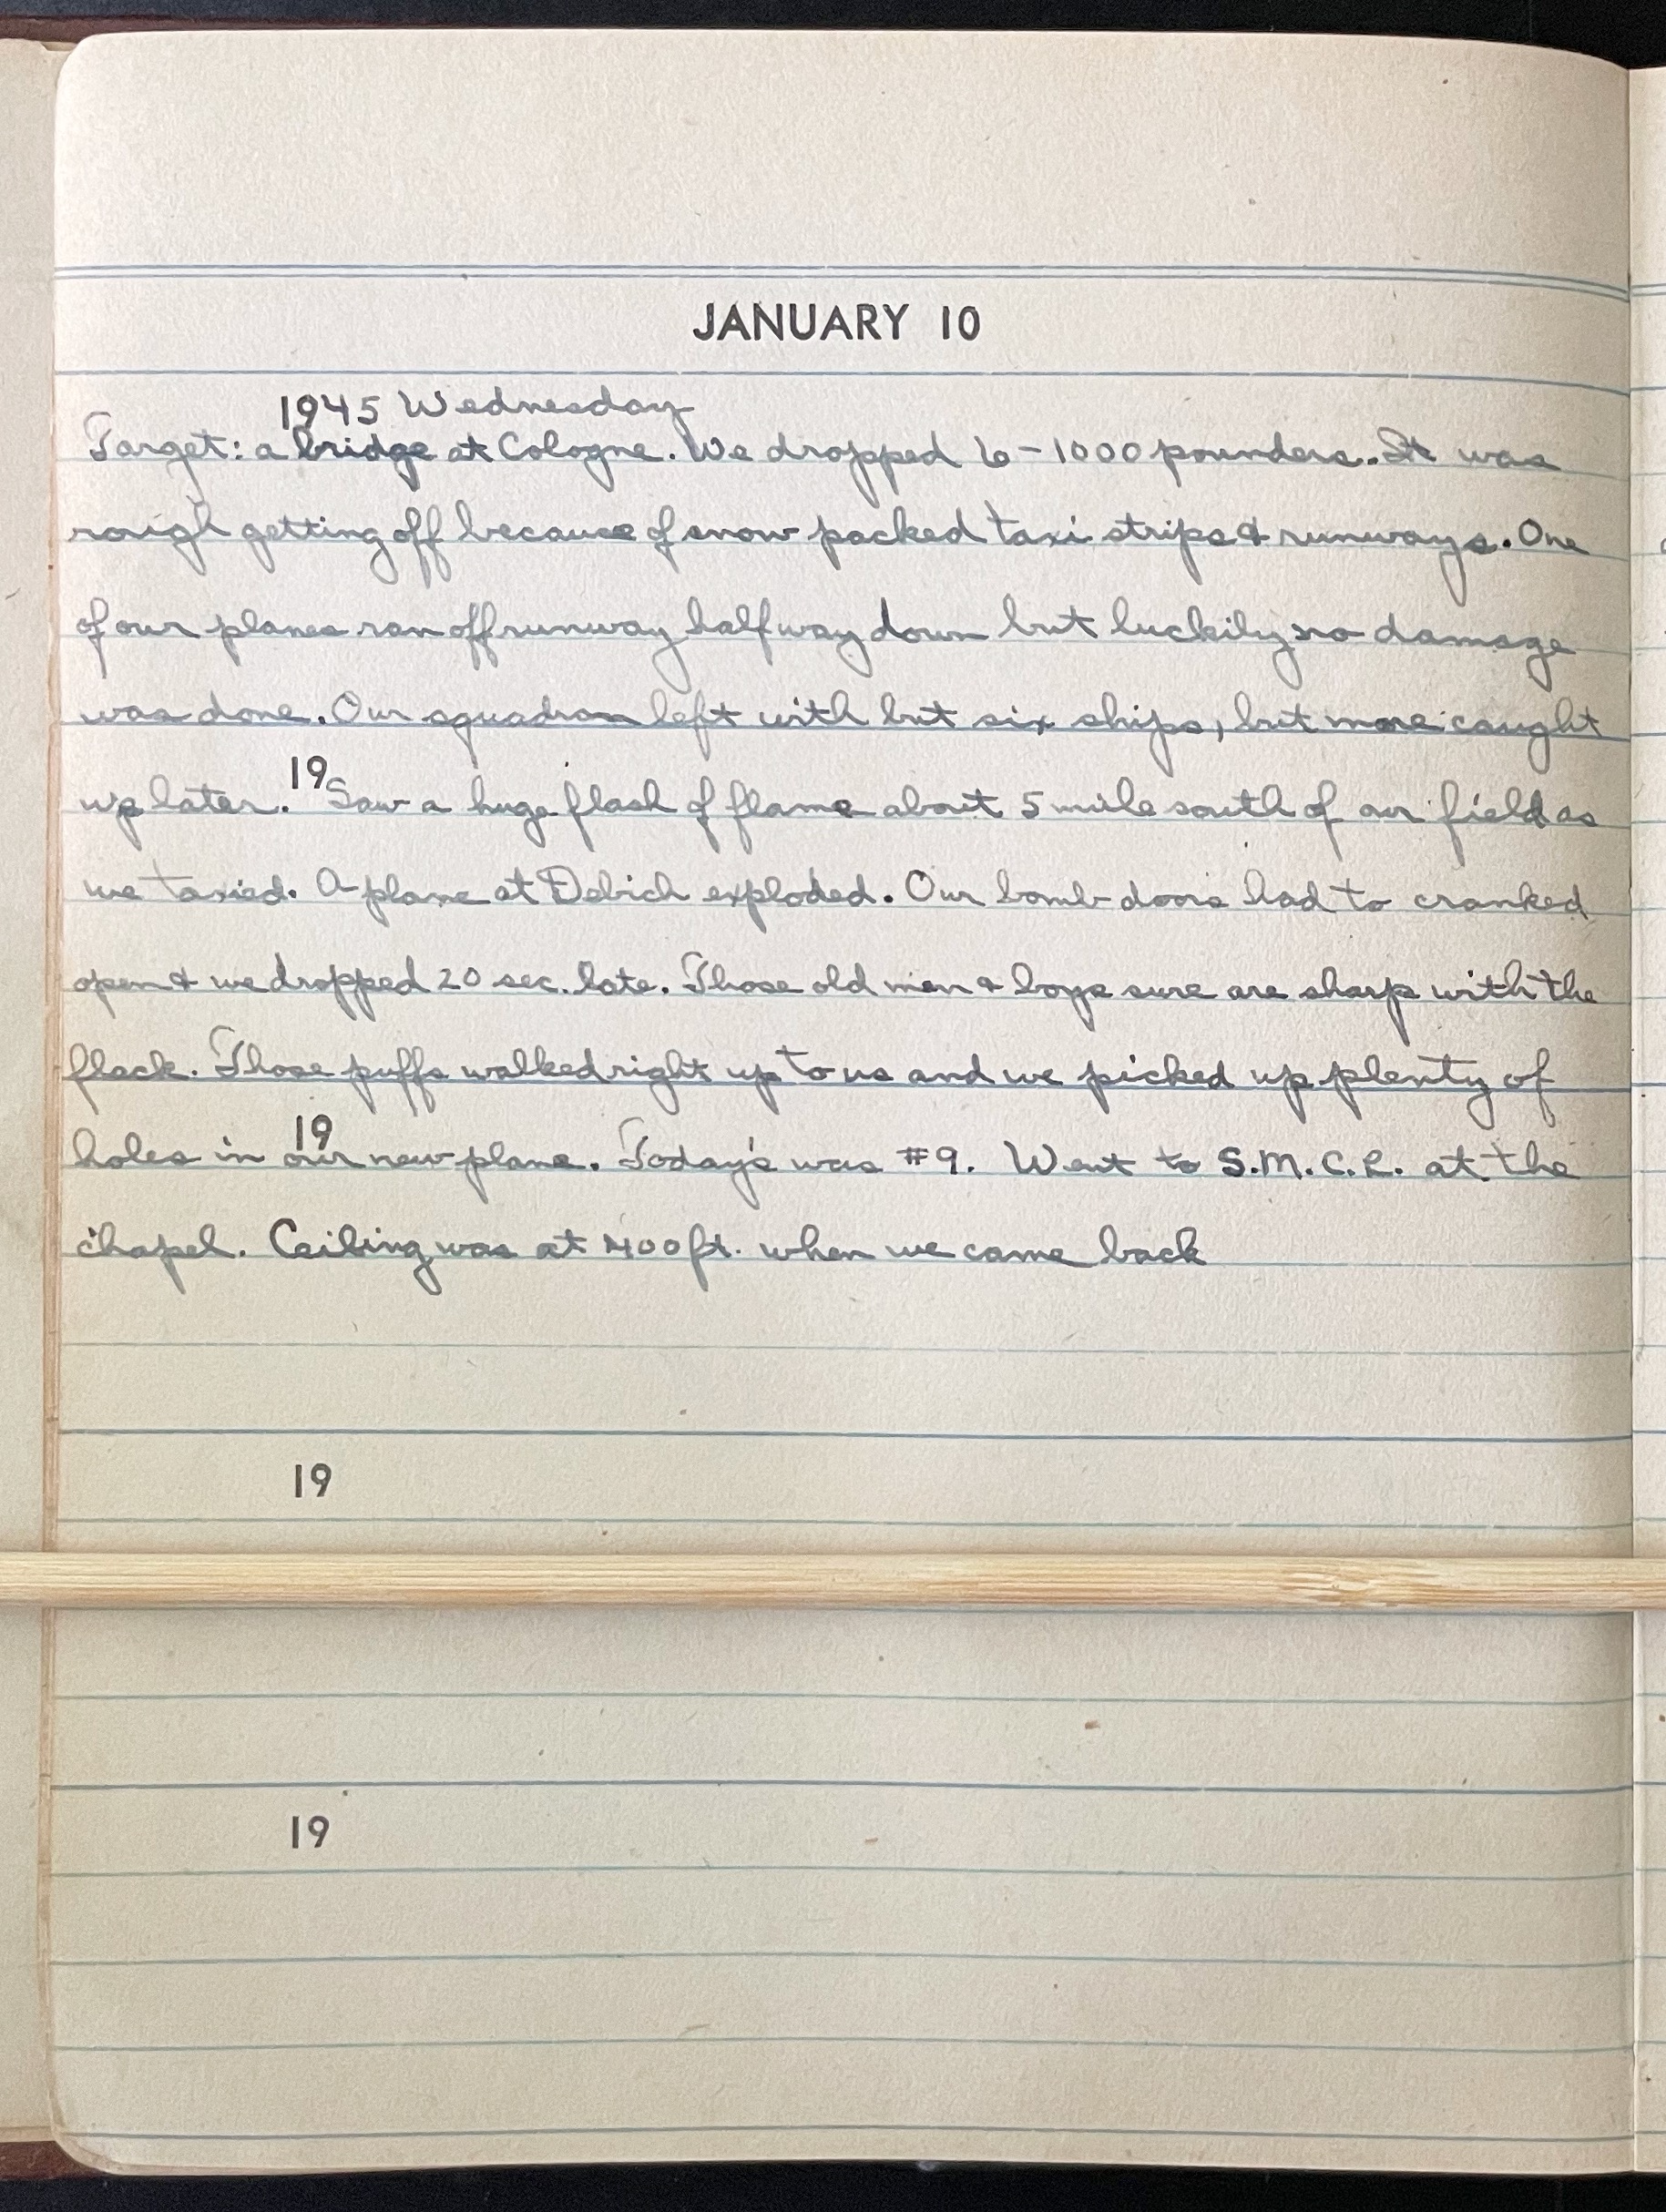 JANUARY 10
1945 Wednesday
Target: a bridge at Cologne. We dropped 6-1000 pounders. It was
rough getting off because of snow packed taxi strips & runways. One
of our planes ran off runway halfway down but luckily no damage
was done. Our squadron left with but six ships, but more caught
up later. 19 Saw a huge flash of flame about 5 mile south of our field as
we taxied. A plane at Debich exploded. Our bomb doors had to cranked
open & we dropped 20 sec. late. Those old men & boys sure are sharp with the
flack. Those puffs walked right up to us and we picked up plenty of
19
holes in our new plane. Today's was #9. Went to S.M.C.R. at the
chapel. Ceiling was at 400 ft. when we came back
19
19